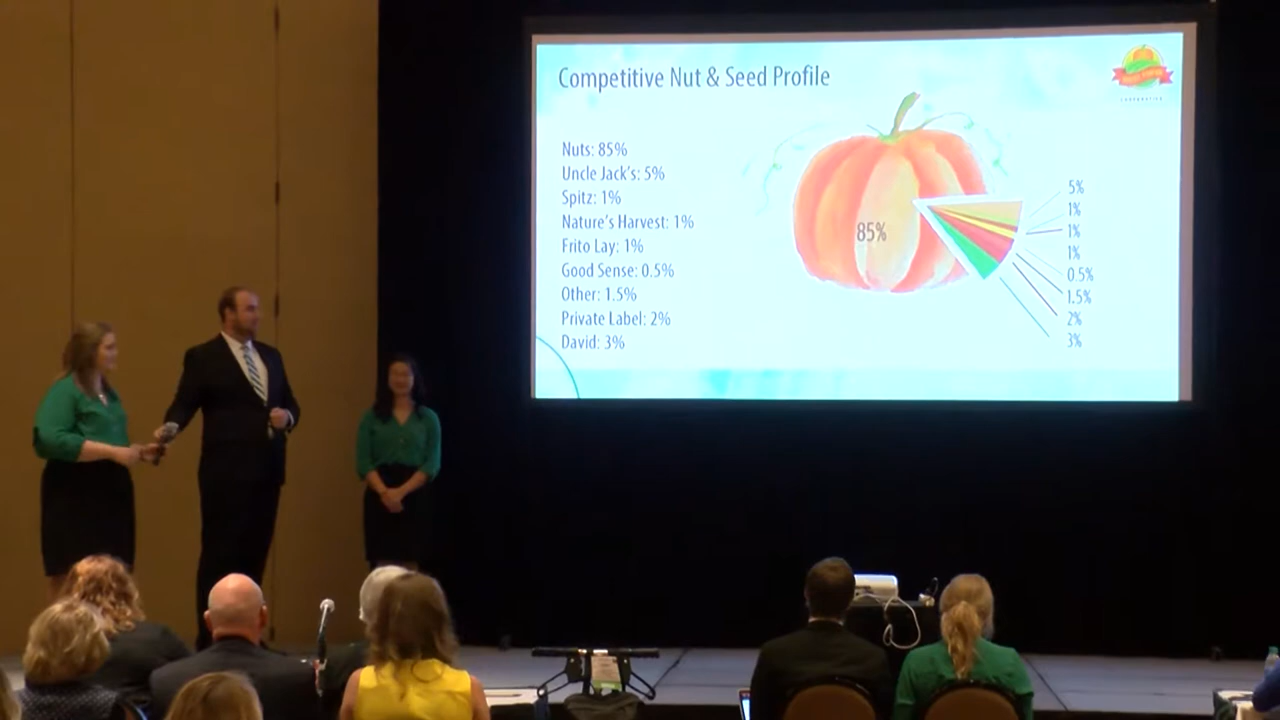 Competitive Nut & Seed Profile
Nuts: 85%
Uncle Jack's: 5%
Spitz: 1%
Nature's Harvest: 1%
Frito Lay: 1%
Good Sense: 0.5%
Other: 1.5%
Private Label: 2%
David: 3%
85%
5%
1%
1%
1%
0.5%
1.5%
2%
3%
COOPERATIVE